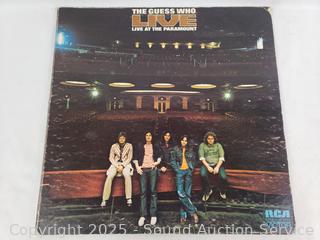 THE GUESS WHO
LIVE
LIVE AT THE PARAMOUNT
RCA
Copyright 2025 - Sound Auction Service